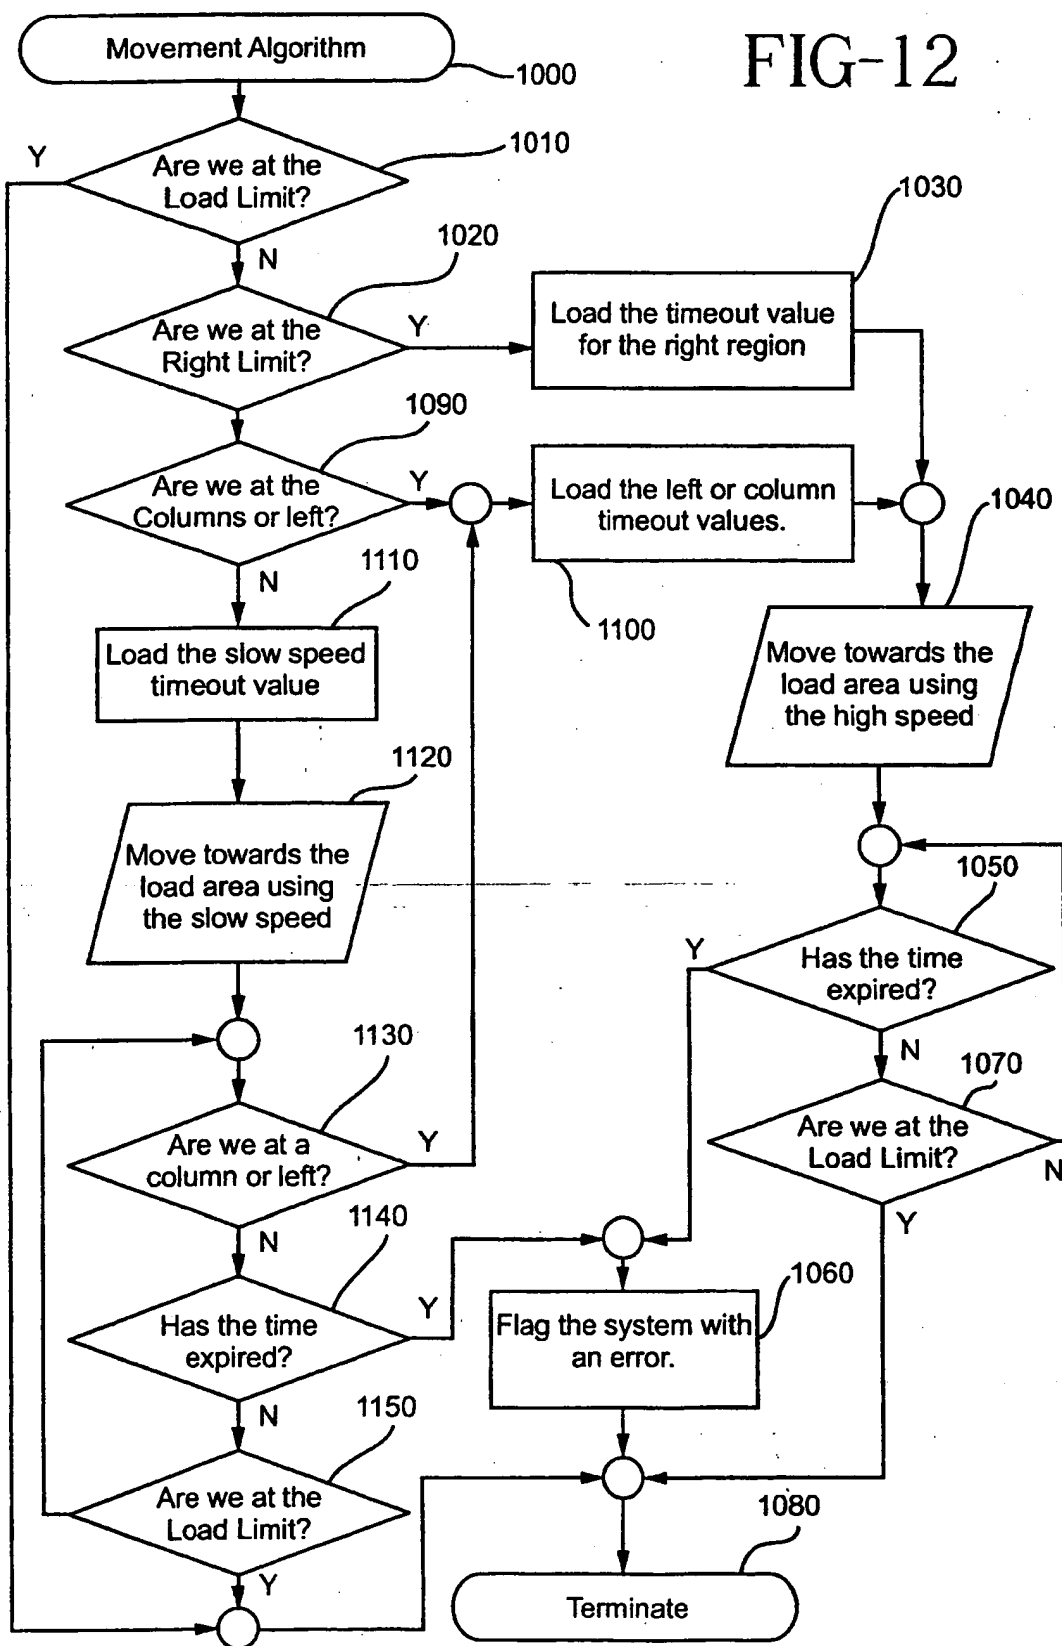 FIG-12
Movement Algorithm
1000
Y
Are we at the
Load Limit?
1010
N
1020
Are we at the
Right Limit?
Y
1030
Load the timeout value
for the right region
1090
Are we at the
Columns or left?
Y
Load the left or column
timeout values.
1100
1040
N
1110
Load the slow speed
timeout value
Move towards the
load area using
the high speed
1120
Move towards the
load area using
the slow speed
1050
Has the time
expired?
Y
N
1130
Are we at a
column or left?
Y
1070
Are we at the
Load Limit?
N
Y
N
1140
Has the time
expired?
Y
1060
Flag the system with
an error.
N
1150
Are we at the
Load Limit?
Y
1080
Terminate